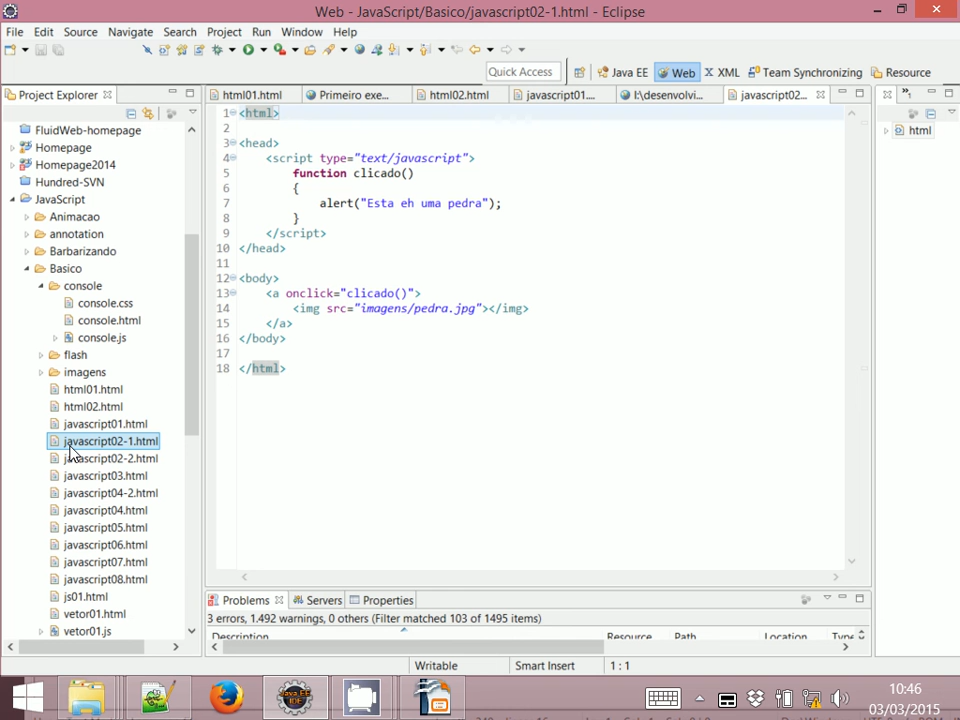 Web - JavaScript/Basico/javascript02-1.html - Eclipse
File Edit Source Navigate Search Project Run Window Help
Quick Access Java EE Web XML Team Synchronizing Resource
Project Explorer
html01.html Primeiro exe... html02.html javascript01.... I:\desenvolvi... javascript02...
FluidWeb-homepage
Homepage
Homepage2014
Hundred-SVN
JavaScript
Animacao
annotation
Barbarizando
Basico
console
console.css
console.html
console.js
flash
imagens
html01.html
html02.html
javascript01.html
javascript02-1.html
javascript02-2.html
javascript03.html
javascript04-2.html
javascript04.html
javascript05.html
javascript06.html
javascript07.html
javascript08.html
js01.html
vetor01.html
vetor01.js
1 <html>
2
3 <head>
4 <script type="text/javascript">
5 function clicado()
6 {
7 alert("Esta eh uma pedra");
8 }
9 </script>
10 </head>
11
12 <body>
13 <a onclick="clicado()">
14 <img src="imagens/pedra.jpg"></img>
15 </a>
16 </body>
17
18 </html>
html
Problems Servers Properties
3 errors, 1.492 warnings, 0 others (Filter matched 103 of 1495 items)
Description Resource Path Location Type
Writable Smart Insert 1 : 1
Java EE
IDE
10:46
03/03/2015